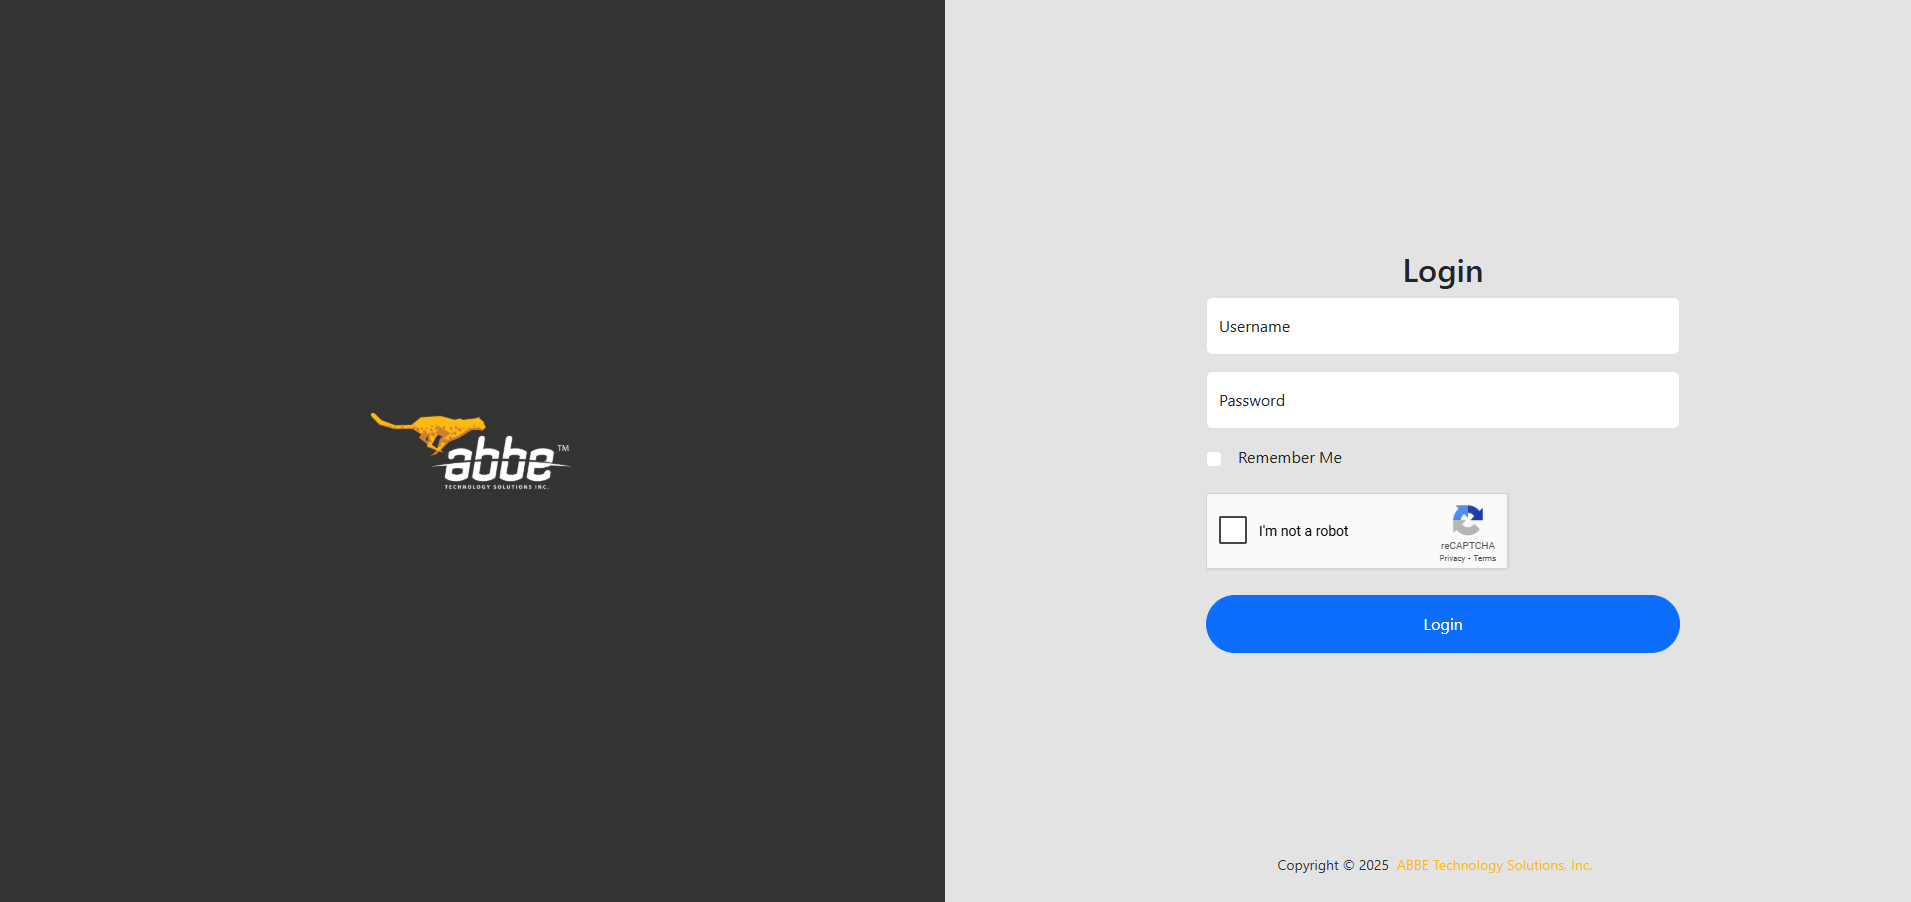 abbe™
TECHNOLOGY SOLUTIONS INC.
Login
Username
Password
Remember Me
I'm not a robot
reCAPTCHA
Privacy - Terms
Login
Copyright © 2025 ABBE Technology Solutions, Inc.